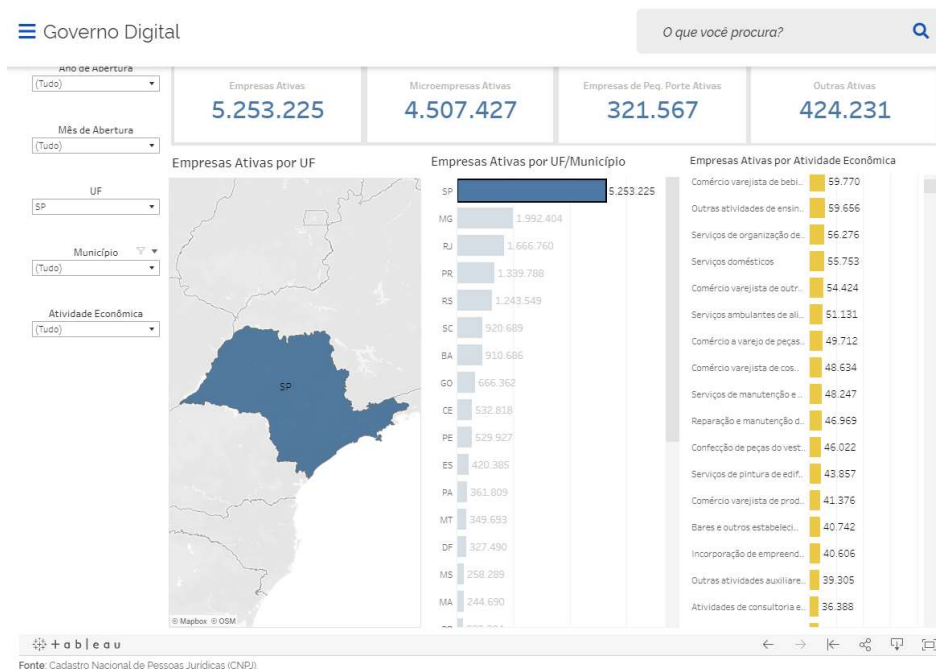 Governo Digital
O que você procura?
Ano de Abertura
(Tudo)
Mês de Abertura
(Tudo)
UF
SP
Município
(Tudo)
Atividade Econômica
(Tudo)
Empresas Ativas
5.253.225
Microempresas Ativas
4.507.427
Empresas de Peq. Porte Ativas
321.567
Outras Ativas
424.231
Empresas Ativas por UF
SP
© Mapbox © OSM
Empresas Ativas por UF/Município
SP 5.253.225
MG 1.992.404
RJ 1.666.760
PR 1.339.788
RS 1.243.549
SC 920.689
BA 910.686
GO 666.362
CE 532.818
PE 529.927
ES 420.385
PA 361.809
MT 349.693
DF 327.490
MS 258.289
MA 244.690
Empresas Ativas por Atividade Econômica
Comércio varejista de bebi.. 59.770
Outras atividades de ensin.. 59.656
Serviços de organização de.. 56.276
Serviços domésticos 55.753
Comércio varejista de outr.. 54.424
Serviços ambulantes de ali.. 51.131
Comércio a varejo de peças.. 49.712
Comércio varejista de cos.. 48.634
Serviços de manutenção e .. 48.247
Reparação e manutenção d.. 46.969
Confecção de peças do vest.. 46.022
Serviços de pintura de edif.. 43.857
Comércio varejista de prod.. 41.376
Bares e outros estabeleci.. 40.742
Incorporação de empreend.. 40.606
Outras atividades auxiliare.. 39.305
Atividades de consultoria e.. 36.388
+ableau
Fonte: Cadastro Nacional de Pessoas Jurídicas (CNPJ).